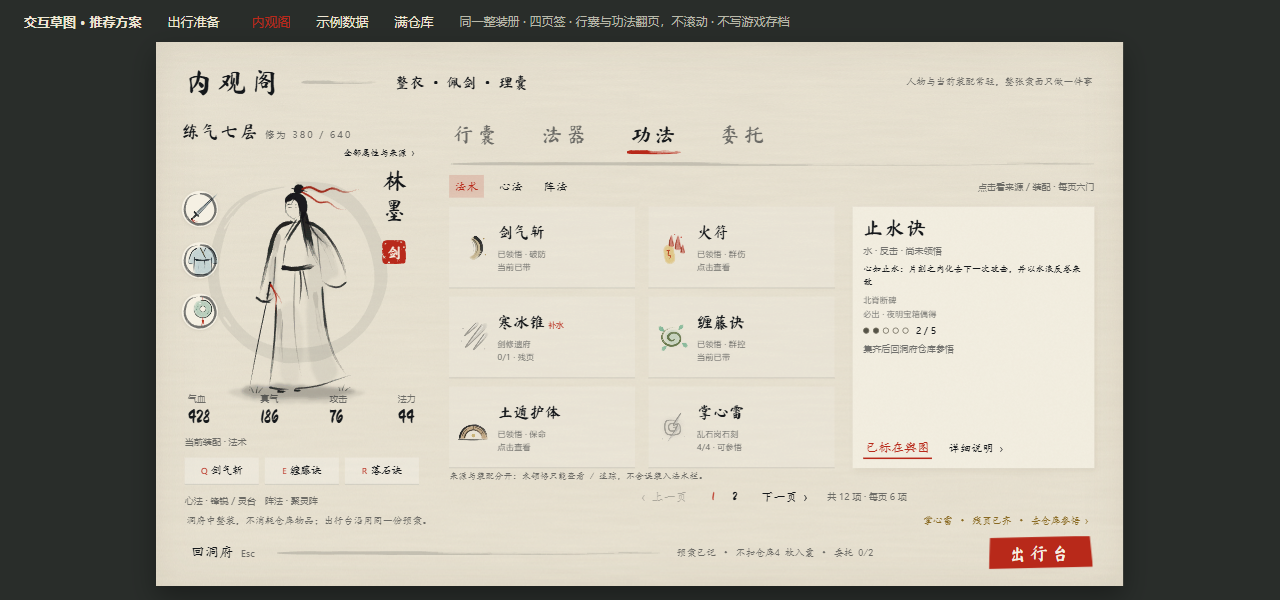 交互草图 • 推荐方案 出行准备 内观阁 示例数据 满仓库 同一整装册 · 四页签 · 行囊与功法翻页，不滚动 · 不写游戏存档
内观阁 整衣 • 佩剑 • 理囊 人物与当前装配常驻，整张页面只做一件事
练气七层 修为 380 / 640
全部属性与来源 ›
行囊 法器 功法 委托
林墨
剑
法术 心法 阵法 点击看来源 / 装配 · 每页六门
剑气斩
已领悟 · 破防
当前已带
火符
已领悟 · 群伤
点击查看
寒冰锥 补水
剑修遗府
0/1 · 残页
缠藤诀
已领悟 · 群控
当前已带
土遁护体
已领悟 · 保命
点击查看
掌心雷
乱石岗石刻
4/4 · 可参悟
止水诀
水 · 反击 · 尚未领悟
心如止水：片刻之内化去下一次攻击，并以水浪反卷来敌
北脊断碑
必出 · 夜明宝箱偶得
2 / 5
集齐后回洞府仓库参悟
已标在舆图 详细说明 ›
气血 真气 攻击 法力
428 186 76 44
当前装配 · 法术
Q 剑气斩 E 缠藤诀 R 落石诀
心法 · 锋锐 / 灵台 阵法 · 聚灵阵
洞府中整装，不消耗仓库物品；出行台沿用同一份预览。
来源与装配分开：未领悟只能查看 / 追踪，不会误装入法术栏。
‹ 上一页 1 2 下一页 › 共 12 项 · 每页 6 项
掌心雷 • 残页已齐 • 去仓库参悟 ›
回洞府 Esc 预览已记 • 不扣仓库4 放入囊 • 委托 0/2
出行台